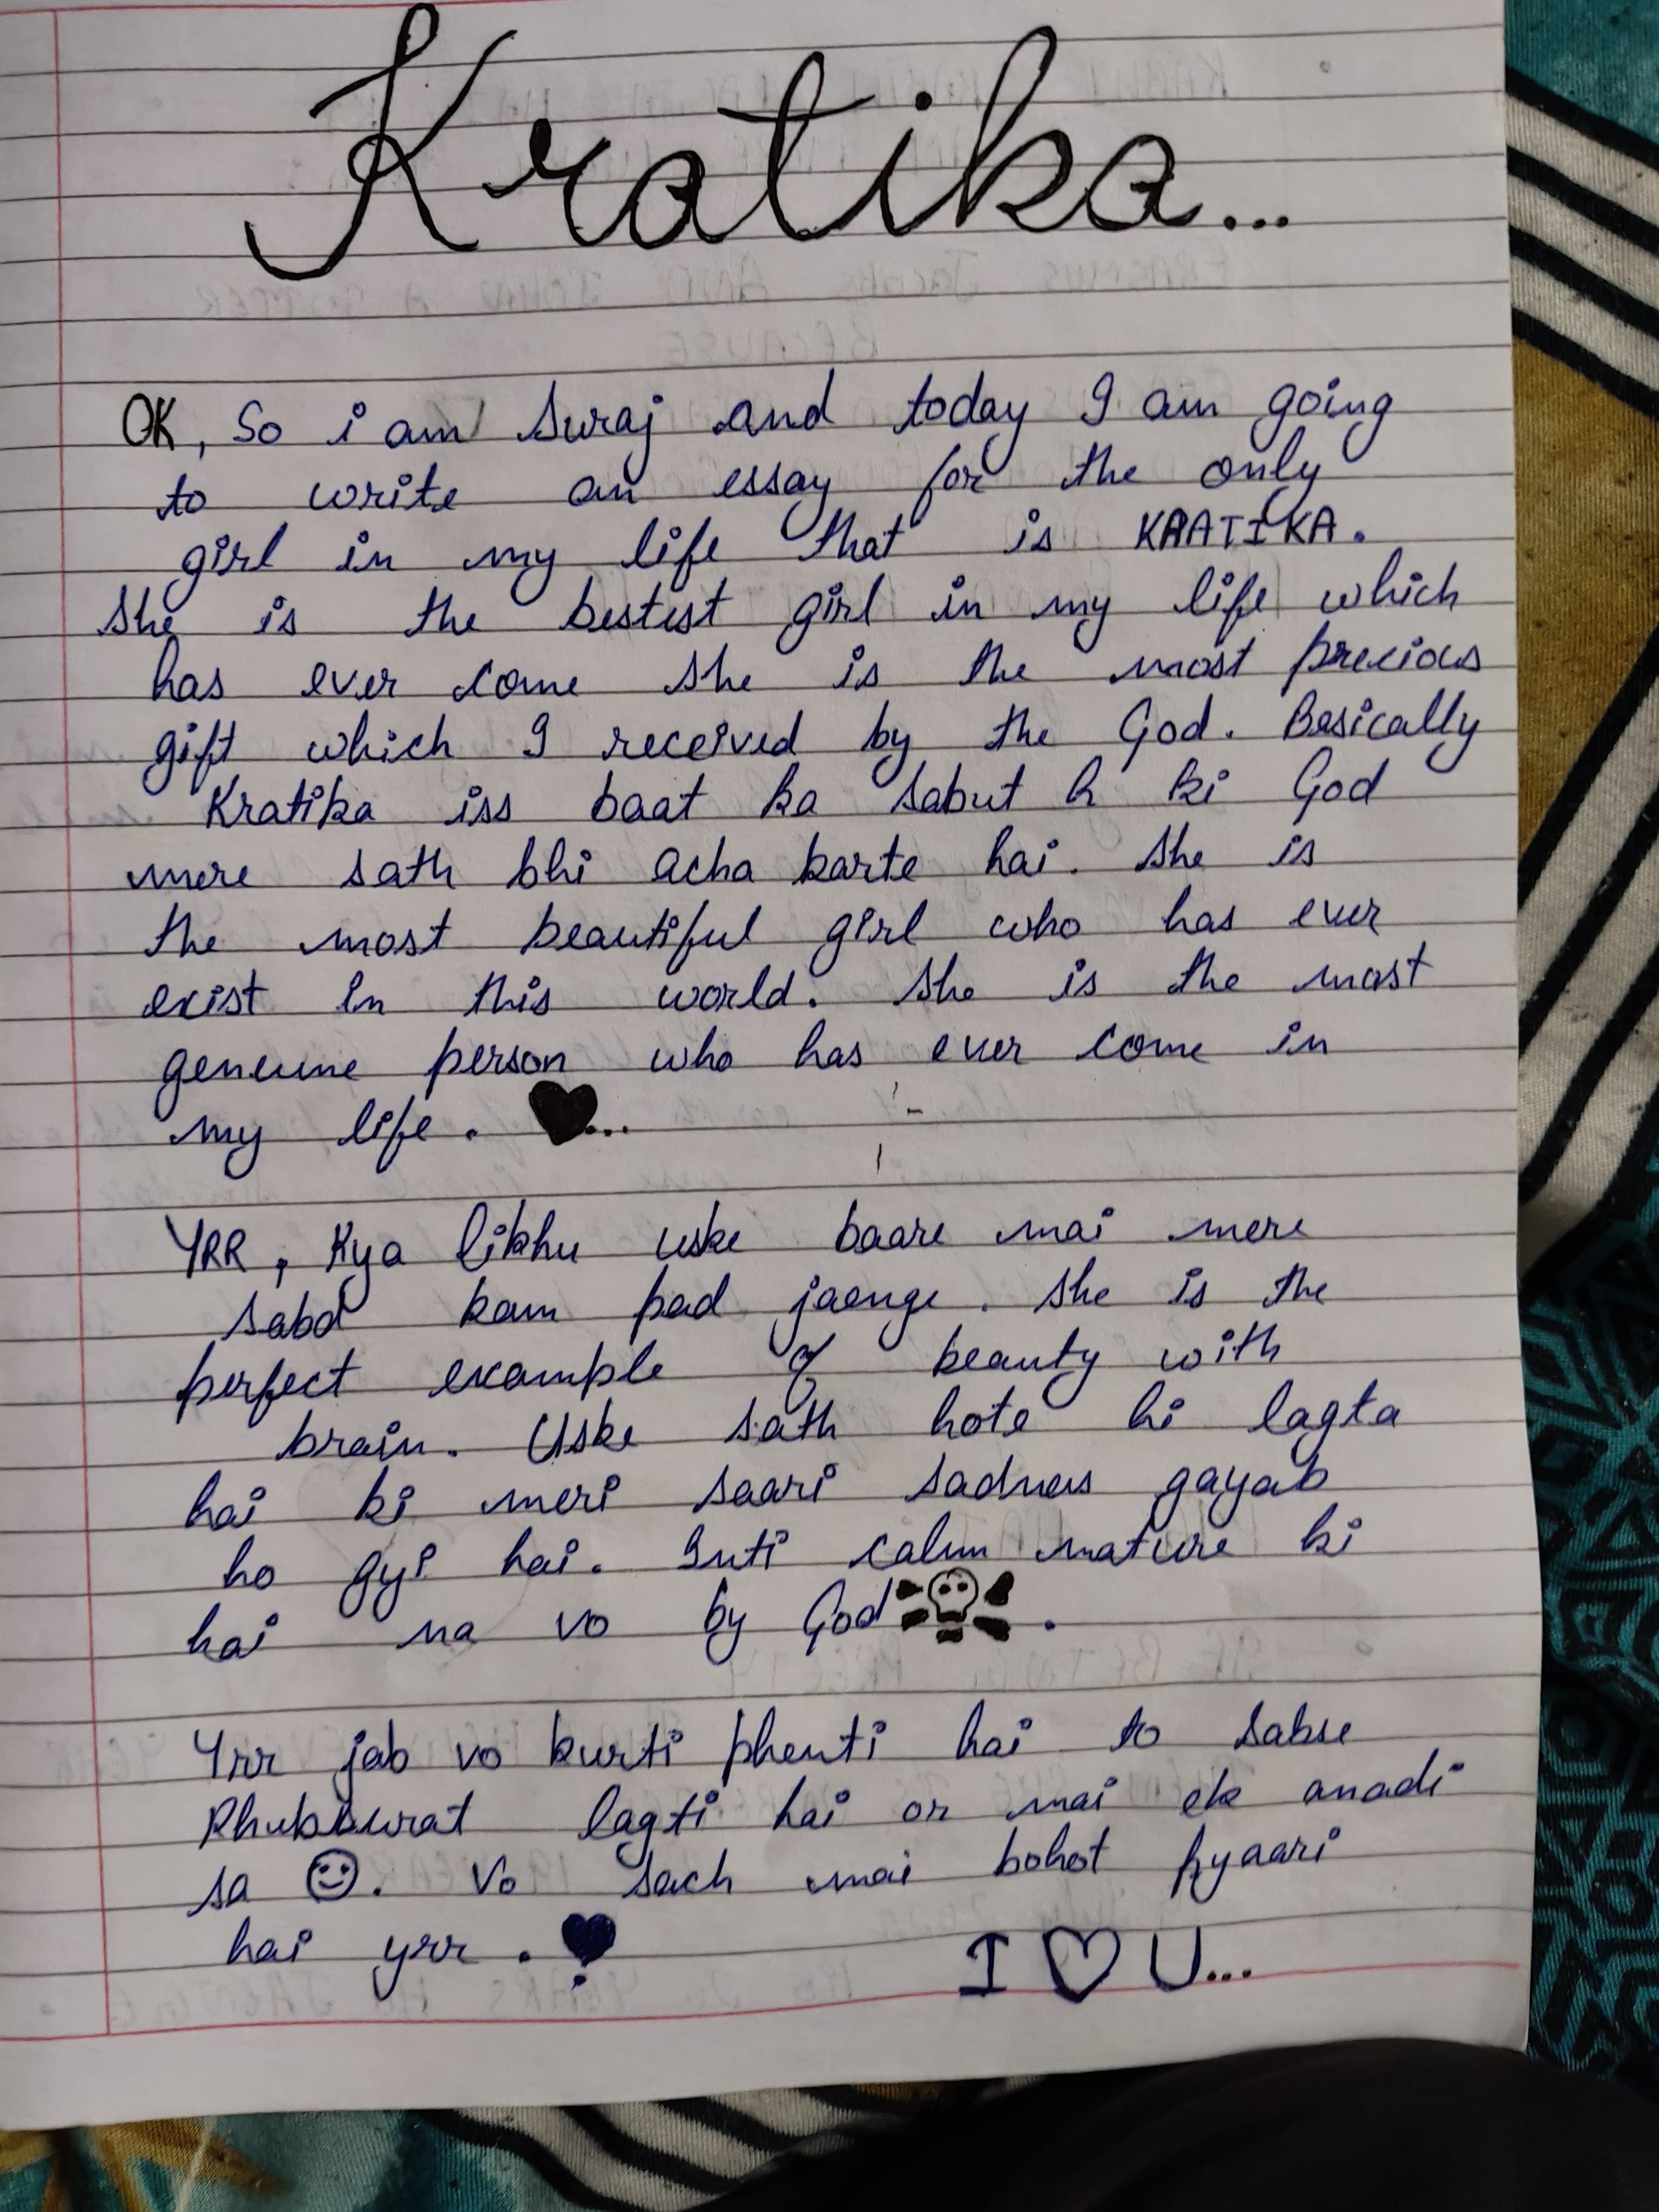 Kratika...
OK, So i am Suraj and today I am going
to write an essay for the only
girl in my life that is KRATIKA.
She is the bestest girl in my life which
has ever come she is the most precious
gift which I received by the God. Besically
Kratika iss baat ka sabut h ki God
mere sath bhi acha karte hai. She is
the most beautiful girl who has ever
exist in this world. She is the most
geneune person who has ever come in
my life. ♥...
YRR, Kya likhu uske baare mai mere
sabd kam pad jaenge. She is the
perfect example of beauty with
brain. Uske sath hote hi lagta
hai ki meri saari sadness gayab
ho gyi hai. Inti calm nature ki
hai na vo by God ☠.
Yrr jab vo kurti phenti hai to sabse
Khubsurat lagti hai or mai ek anadi
sa ☺. Vo sach mai bohot pyaari
hai yrr. ♥
I ♡ U...